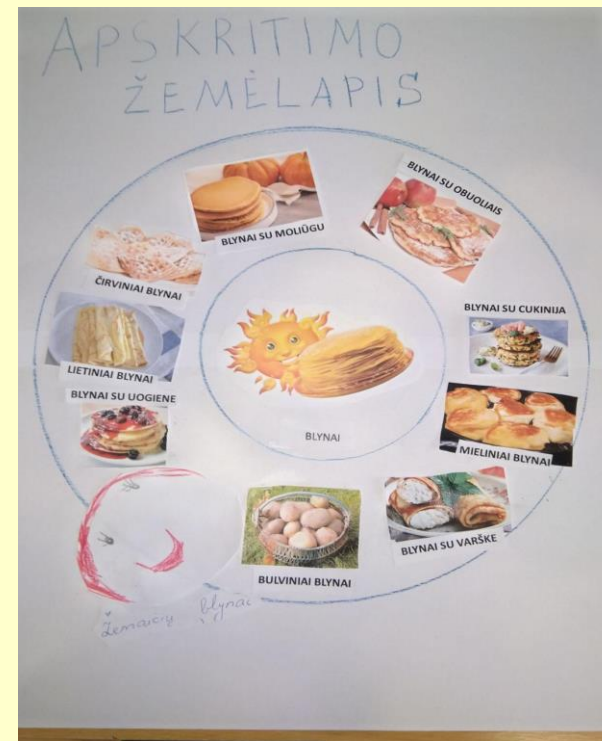 APSKRITIMO
ŽEMĖLAPIS
BLYNAI SU MOLIŪGU
BLYNAI SU OBUOLIAIS
ČIRVINIAI BLYNAI
BLYNAI SU CUKINIJA
LIETINIAI BLYNAI
BLYNAI SU UOGIENE
BLYNAI
MIELINIAI BLYNAI
BLYNAI SU VARŠKE
BULVINIAI BLYNAI
Žemaičių blynai